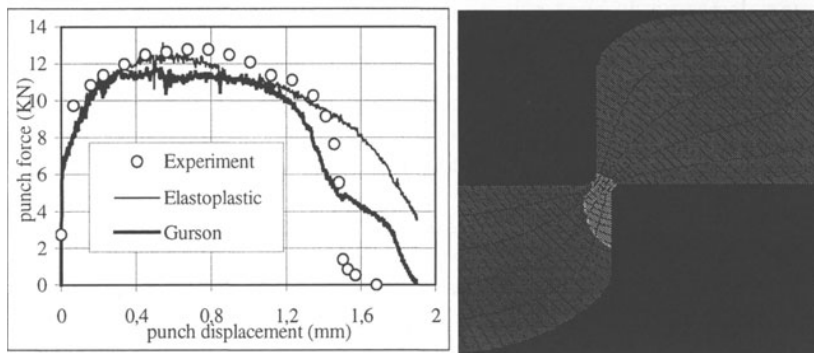 14
12
10
8
6
4
2
0
punch force (KN)
Experiment
Elastoplastic
Gurson
0 0,4 0,8 1,2 1,6 2
punch displacement (mm)